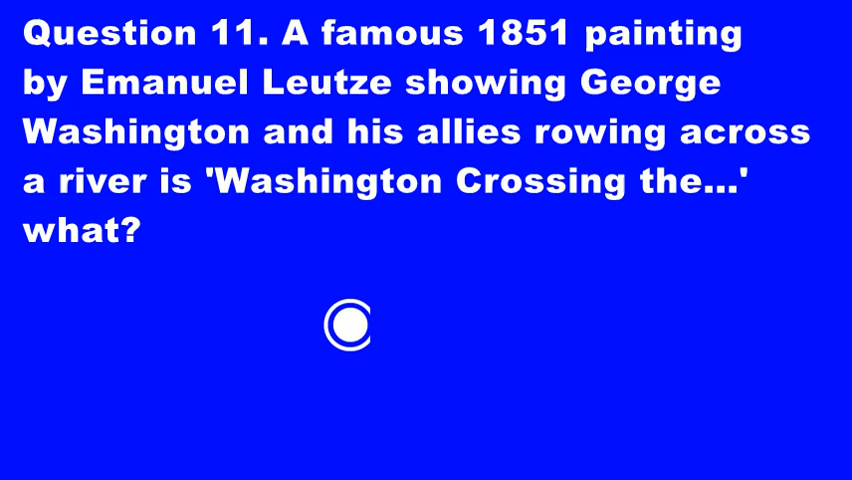 Question 11. A famous 1851 painting
by Emanuel Leutze showing George
Washington and his allies rowing across
a river is 'Washington Crossing the...'
what?